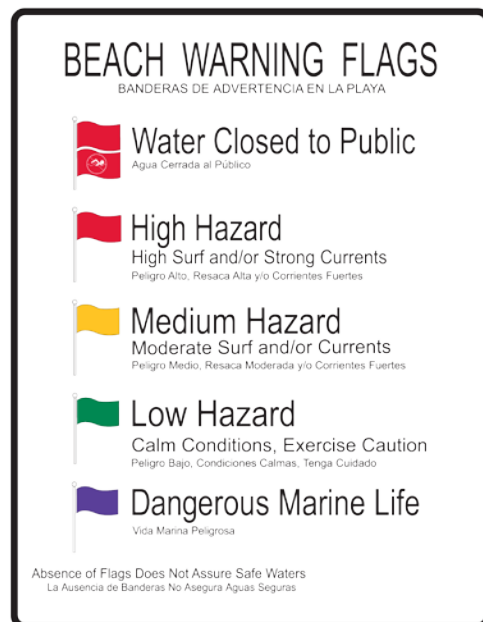 BEACH WARNING FLAGS
BANDERAS DE ADVERTENCIA EN LA PLAYA
Water Closed to Public
Agua Cerrada al Público
High Hazard
High Surf and/or Strong Currents
Peligro Alto, Resaca Alta y/o Corrientes Fuertes
Medium Hazard
Moderate Surf and/or Currents
Peligro Medio, Resaca Moderada y/o Corrientes Fuertes
Low Hazard
Calm Conditions, Exercise Caution
Peligro Bajo, Condiciones Calmas, Tenga Cuidado
Dangerous Marine Life
Vida Marina Peligrosa
Absence of Flags Does Not Assure Safe Waters
La Ausencia de Banderas No Asegura Aguas Seguras